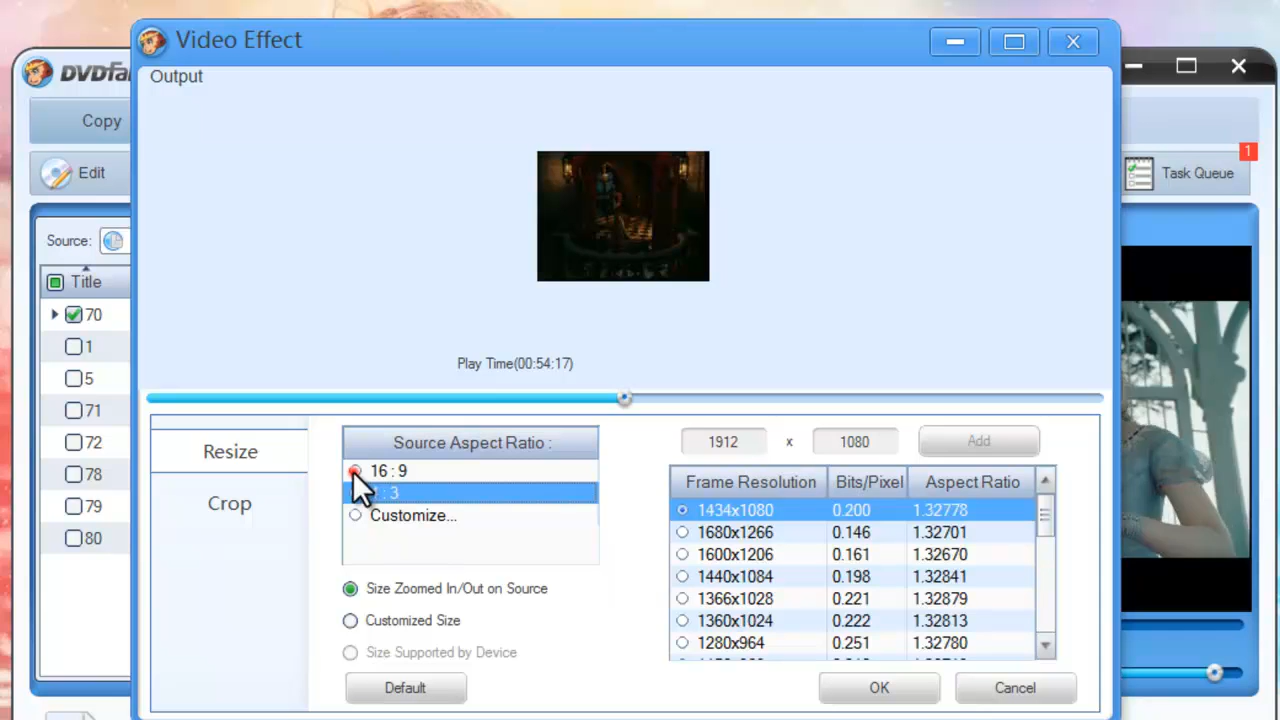 Video Effect
Output
DVDFa
Copy
Edit
1
Task Queue
Source:
Title
70
1
5
71
72
78
79
80
Play Time(00:54:17)
Resize
Crop
Source Aspect Ratio :
16 : 9
: 3
Customize...
Size Zoomed In/Out on Source
Customized Size
Size Supported by Device
Default
1912 x 1080 Add
Frame Resolution Bits/Pixel Aspect Ratio
1434x1080 0.200 1.32778
1680x1266 0.146 1.32701
1600x1206 0.161 1.32670
1440x1084 0.198 1.32841
1366x1028 0.221 1.32879
1360x1024 0.222 1.32813
1280x964 0.251 1.32780
OK
Cancel